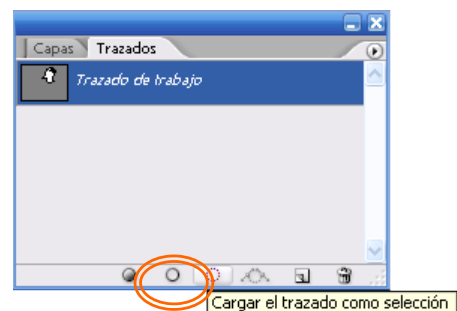 Capas Trazados
Trazado de trabajo
Cargar el trazado como selección